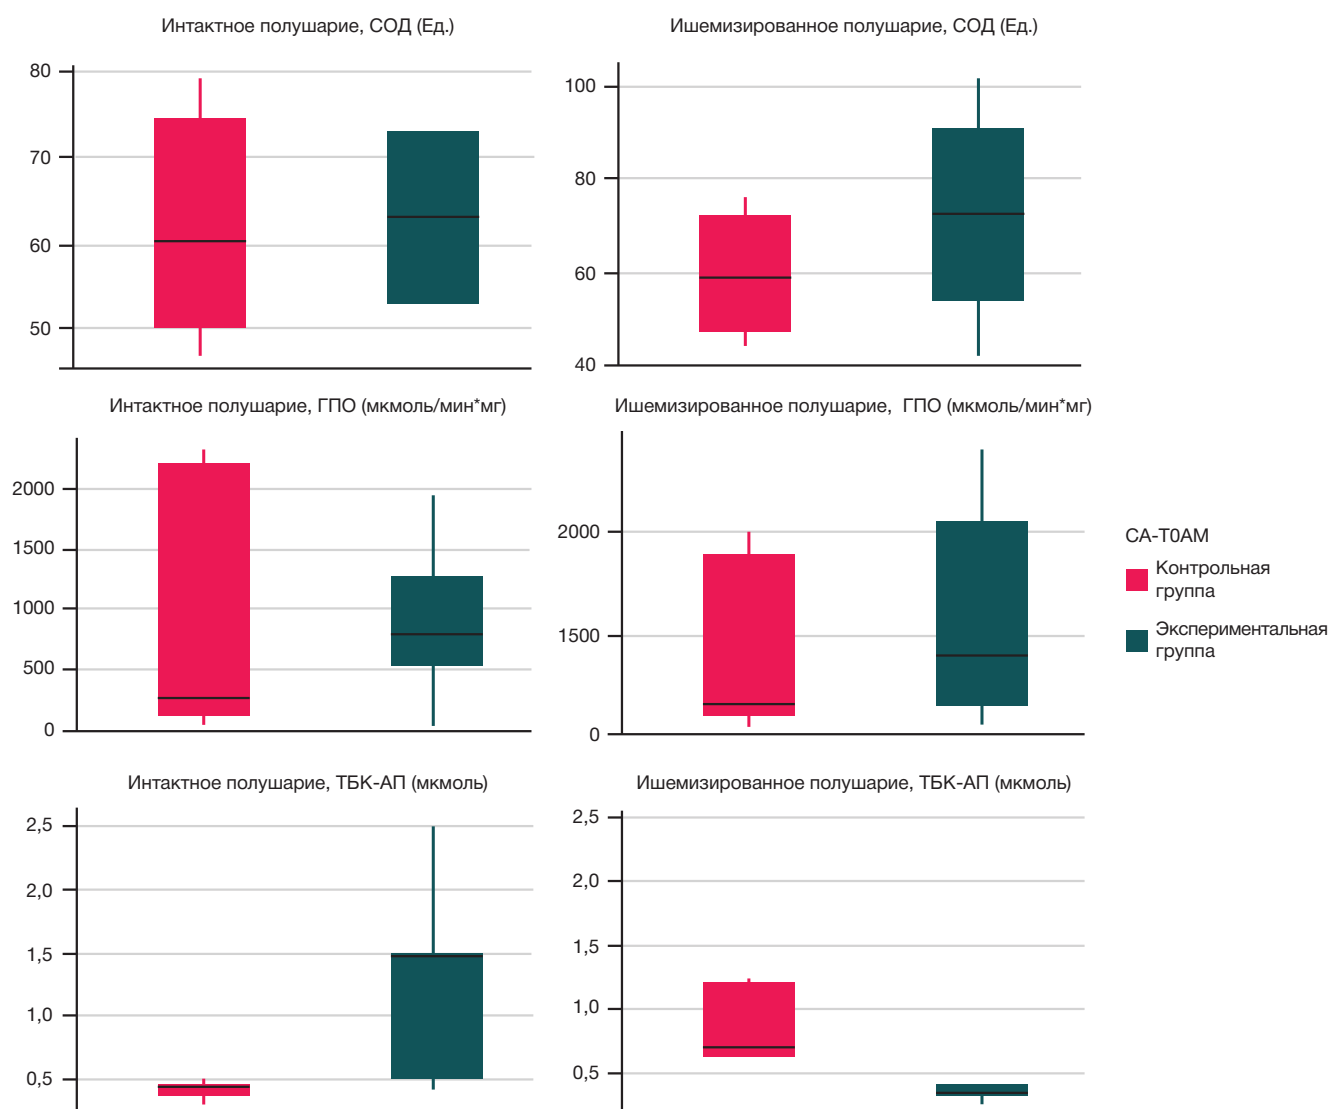 Интактное полушарие, СОД (Ед.)
80
70
60
50
Ишемизированное полушарие, СОД (Ед.)
100
80
60
40
Интактное полушарие, ГПО (мкмоль/мин*мг)
2000
1500
1000
500
0
Ишемизированное полушарие, ГПО (мкмоль/мин*мг)
2000
1500
0
CA-T0AM
Контрольная
группа
Экспериментальная
группа
Интактное полушарие, ТБК-АП (мкмоль)
2,5
2,0
1,5
1,0
0,5
Ишемизированное полушарие, ТБК-АП (мкмоль)
2,5
2,0
1,5
1,0
0,5